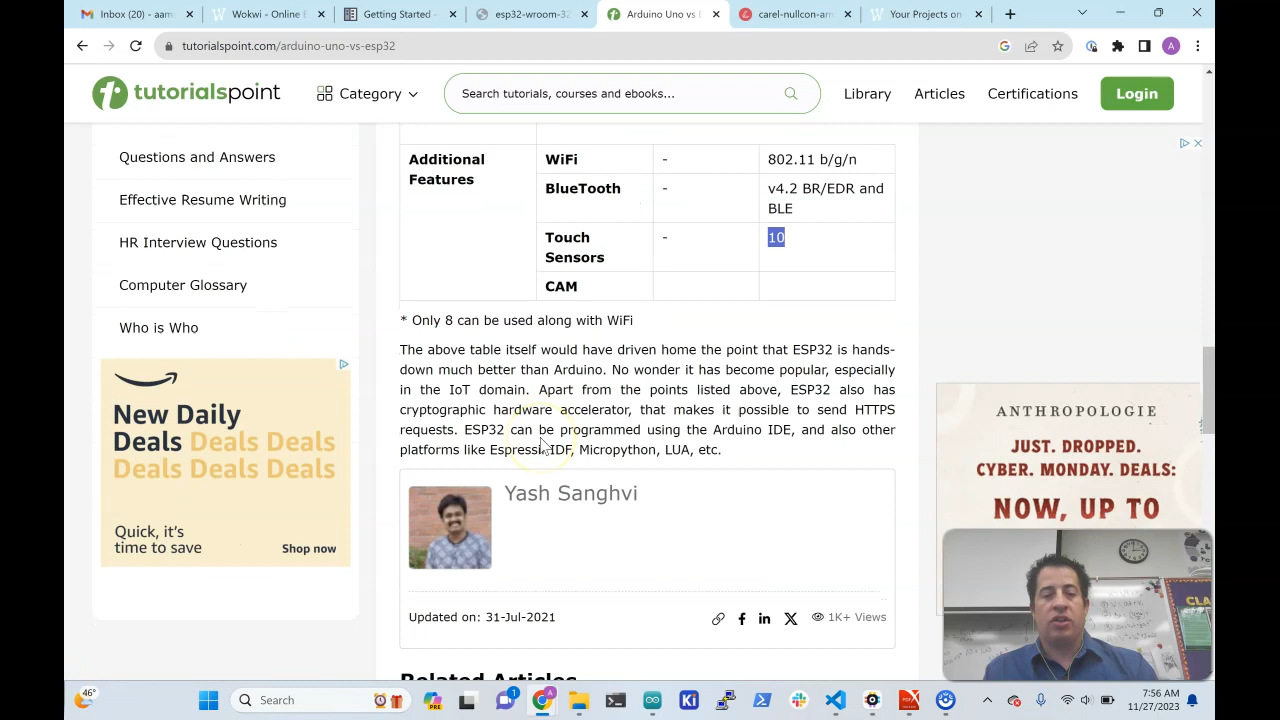 Inbox (20) - aame
Wokwi - Online E
Getting Started -
esp32-wroom-32
Arduino Uno vs I
carel-nullcon-arc
Your Projects on
tutorialspoint.com/arduino-uno-vs-esp32
A
tutorialspoint
Category
Search tutorials, courses and ebooks...
Library
Articles
Certifications
Login
Questions and Answers
Effective Resume Writing
HR Interview Questions
Computer Glossary
Who is Who
New Daily
Deals Deals Deals
Deals Deals Deals
Quick, it's
time to save
Shop now
Additional
Features
WiFi - 802.11 b/g/n
BlueTooth - v4.2 BR/EDR and
BLE
Touch
Sensors - 10
CAM
* Only 8 can be used along with WiFi
The above table itself would have driven home the point that ESP32 is hands-
down much better than Arduino. No wonder it has become popular, especially
in the IoT domain. Apart from the points listed above, ESP32 also has
cryptographic hardware accelerator, that makes it possible to send HTTPS
requests. ESP32 can be programmed using the Arduino IDE, and also other
platforms like Espressif IDF, Micropython, LUA, etc.
Yash Sanghvi
Updated on: 31-Jul-2021
1K+ Views
Related Articles
ANTHROPOLOGIE
JUST. DROPPED.
CYBER. MONDAY. DEALS:
NOW, UP TO
CLA
46°
Search
PRE
1
A
Ki
7:56 AM
11/27/2023